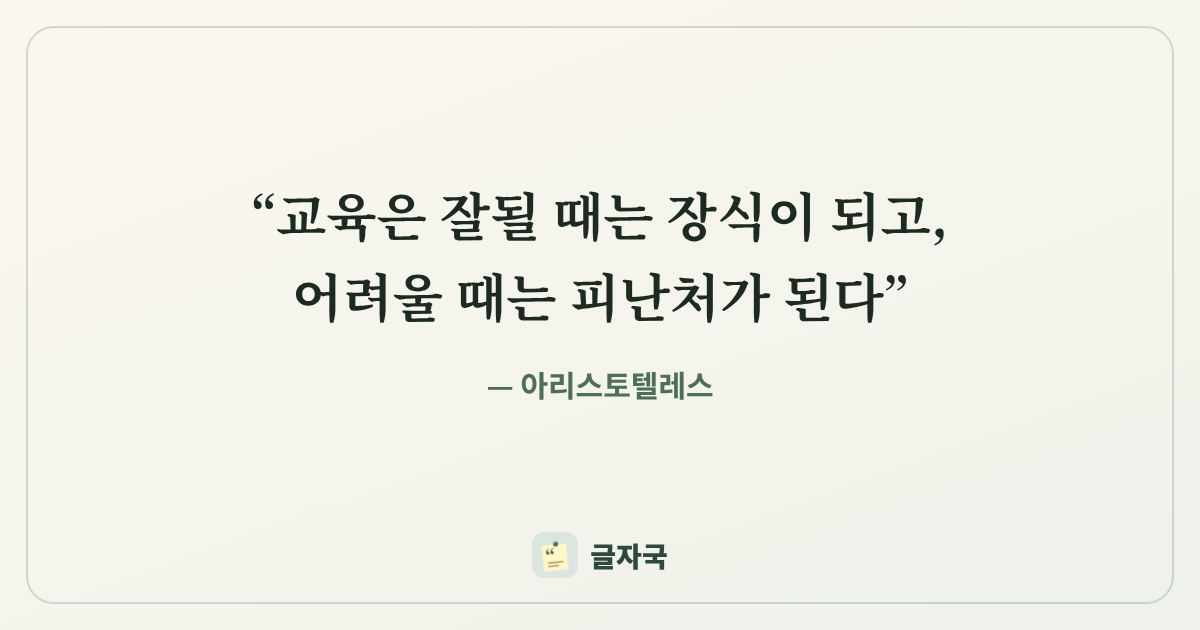 “교육은 잘될 때는 장식이 되고,
어려울 때는 피난처가 된다”
— 아리스토텔레스
글자국